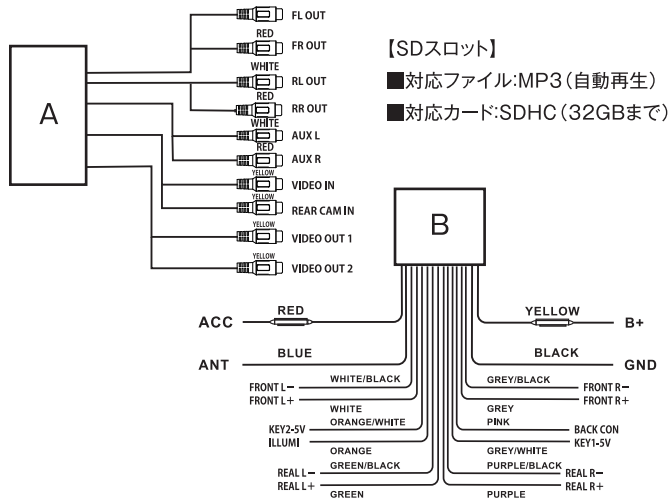 A
FL OUT
RED
FR OUT
WHITE
RL OUT
RED
RR OUT
WHITE
AUX L
RED
AUX R
YELLOW
VIDEO IN
YELLOW
REAR CAM IN
YELLOW
VIDEO OUT 1
YELLOW
VIDEO OUT 2
【SDスロット】
■対応ファイル:MP3(自動再生)
■対応カード:SDHC(32GBまで)
B
ACC RED
YELLOW B+
ANT BLUE
BLACK GND
FRONT L− WHITE/BLACK
GREY/BLACK FRONT R−
FRONT L+ WHITE
GREY FRONT R+
KEY2-5V ORANGE/WHITE
PINK BACK CON
ILLUMI ORANGE
GREY/WHITE KEY1-5V
REAL L− GREEN/BLACK
PURPLE/BLACK REAL R−
REAL L+ GREEN
PURPLE REAL R+